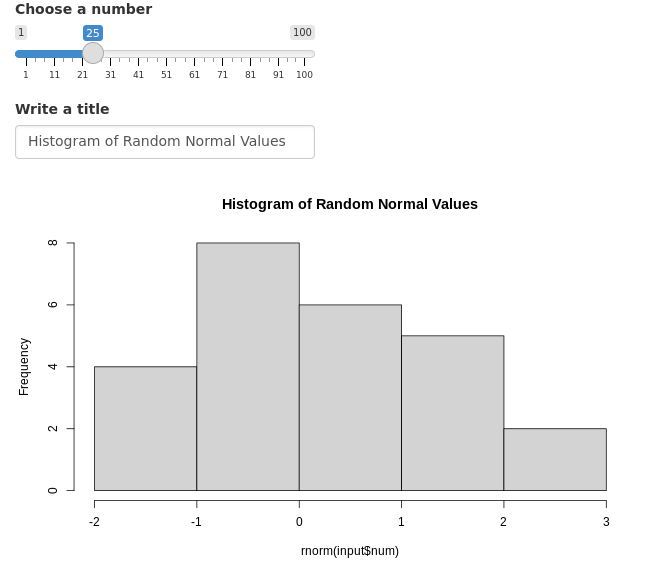 Choose a number
1 25 100
1 11 21 31 41 51 61 71 81 91 100
Write a title
Histogram of Random Normal Values
Histogram of Random Normal Values
8
6
4
2
0
Frequency
-2 -1 0 1 2 3
rnorm(input$num)